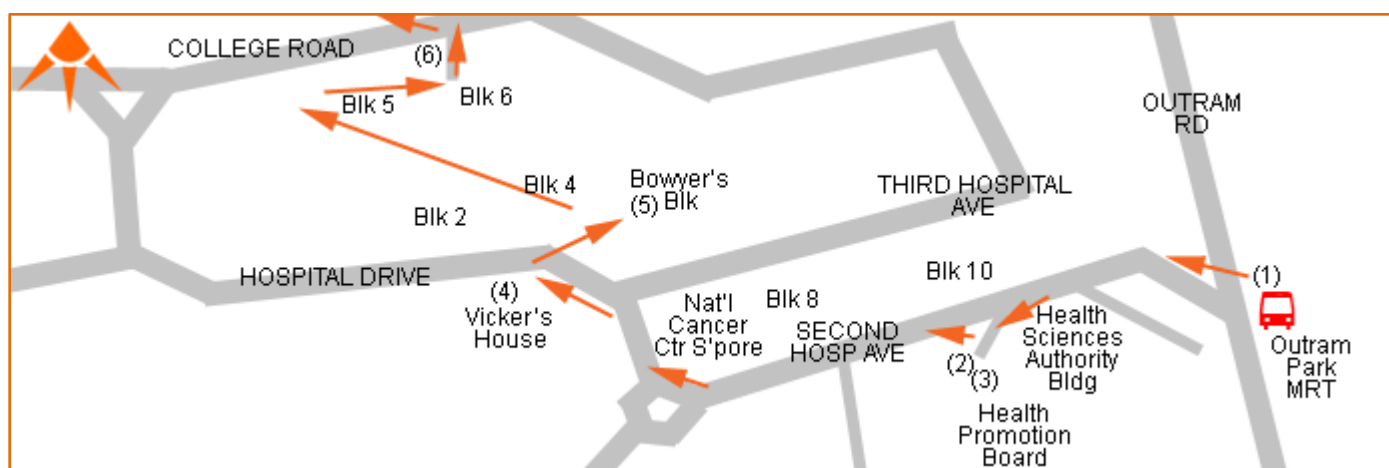 COLLEGE ROAD
(6)
Blk 5
Blk 6
OUTRAM
RD
Blk 4
Bowyer's
(5) Blk
THIRD HOSPITAL
AVE
Blk 2
HOSPITAL DRIVE
Blk 10
(1)
(4)
Vicker's
House
Nat'l
Cancer
Ctr S'pore
Blk 8
SECOND
HOSP AVE
Health
Sciences
Authority
Bldg
(2)
(3)
Outram
Park
MRT
Health
Promotion
Board